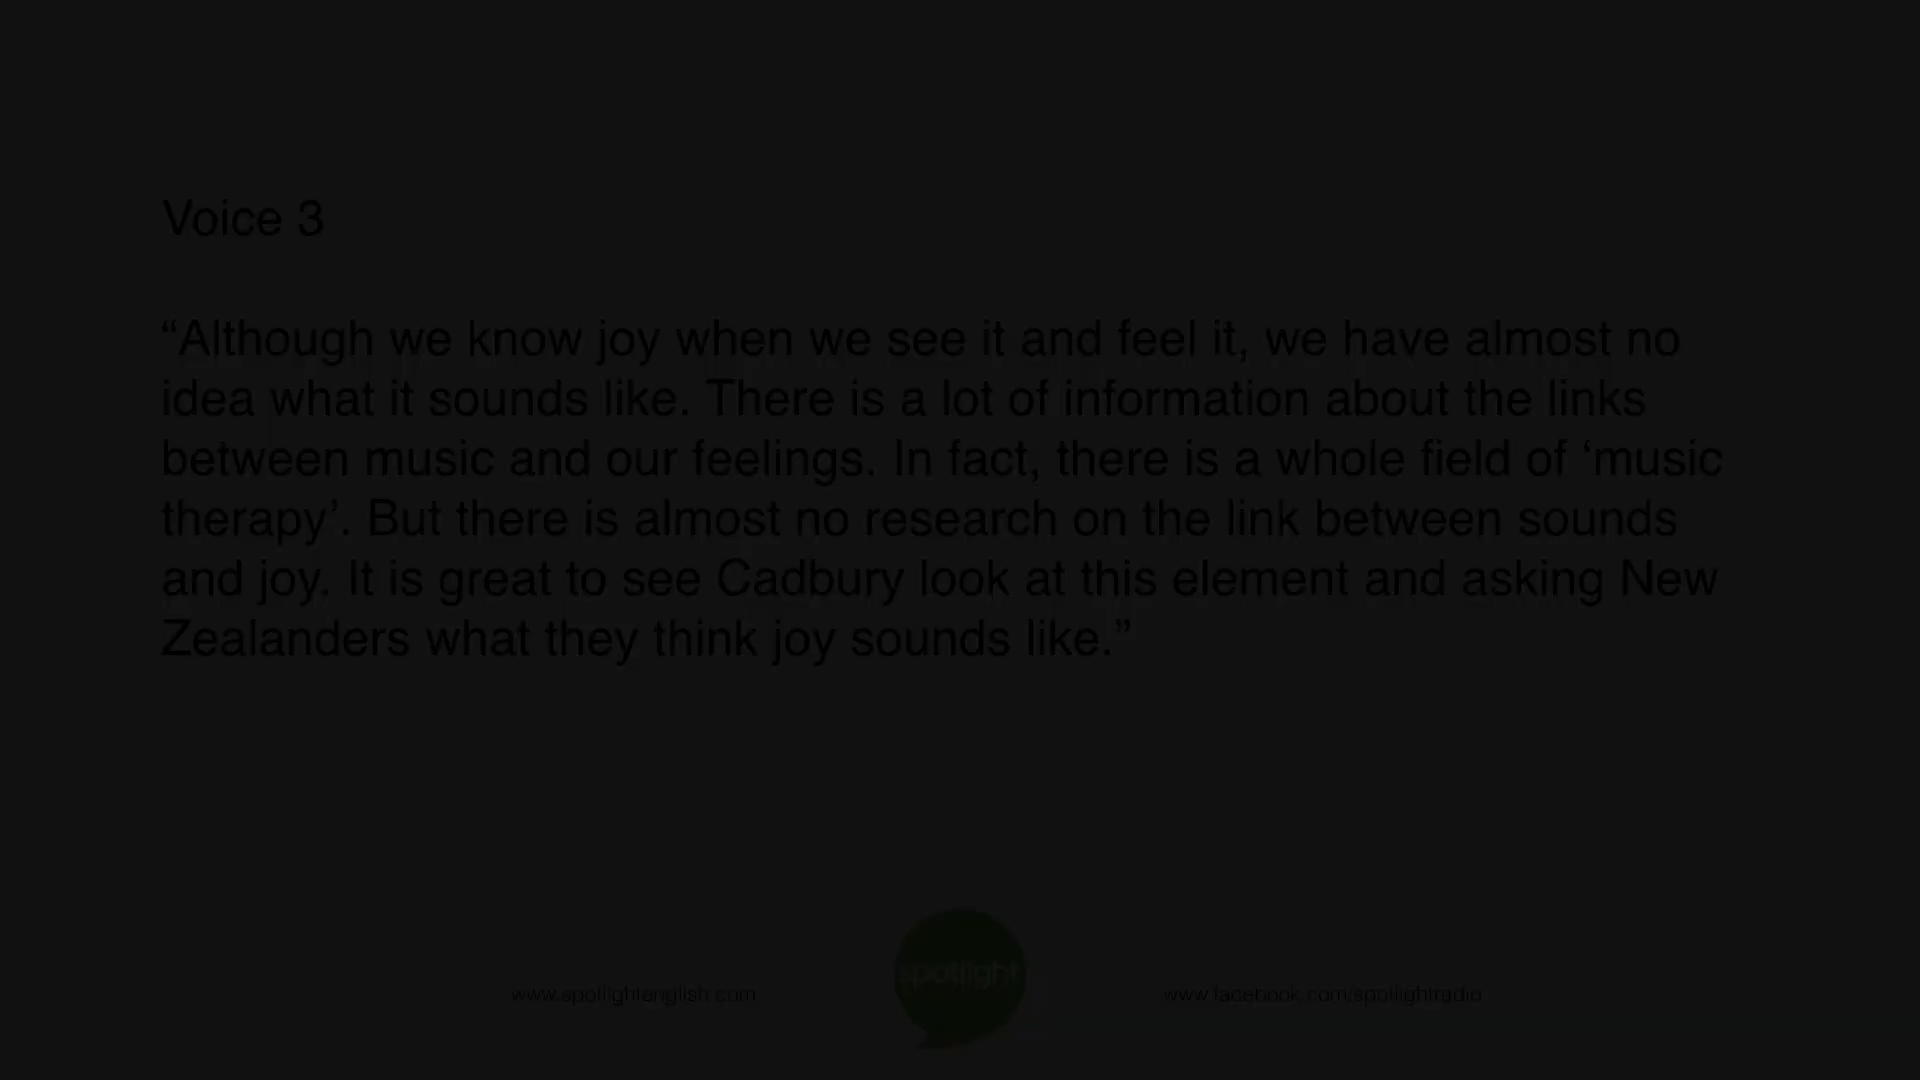 Voice 3
“Although we know joy when we see it and feel it, we have almost no
idea what it sounds like. There is a lot of information about the links
between music and our feelings. In fact, there is a whole field of ‘music
therapy’. But there is almost no research on the link between sounds
and joy. It is great to see Cadbury look at this element and asking New
Zealanders what they think joy sounds like.”
spotlight
www.spotlightenglish.com
www.facebook.com/spotlightradio